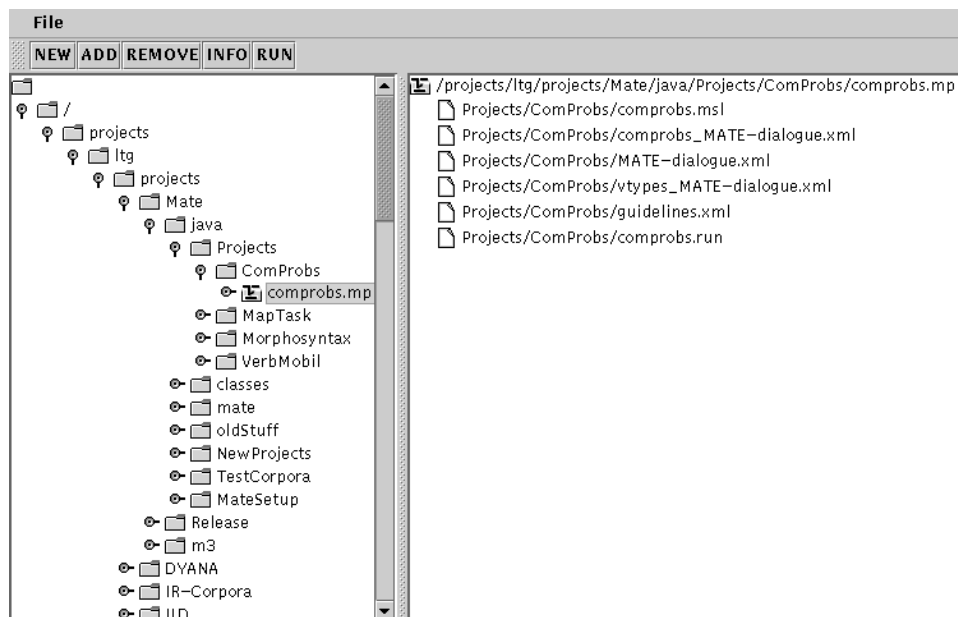 File
NEW ADD REMOVE INFO RUN
/
projects
ltg
projects
Mate
java
Projects
ComProbs
comprobs.mp
MapTask
Morphosyntax
VerbMobil
classes
mate
oldStuff
NewProjects
TestCorpora
MateSetup
Release
m3
DYANA
IR-Corpora
/projects/ltg/projects/Mate/java/Projects/ComProbs/comprobs.mp
Projects/ComProbs/comprobs.msl
Projects/ComProbs/comprobs_MATE-dialogue.xml
Projects/ComProbs/MATE-dialogue.xml
Projects/ComProbs/vtypes_MATE-dialogue.xml
Projects/ComProbs/guidelines.xml
Projects/ComProbs/comprobs.run